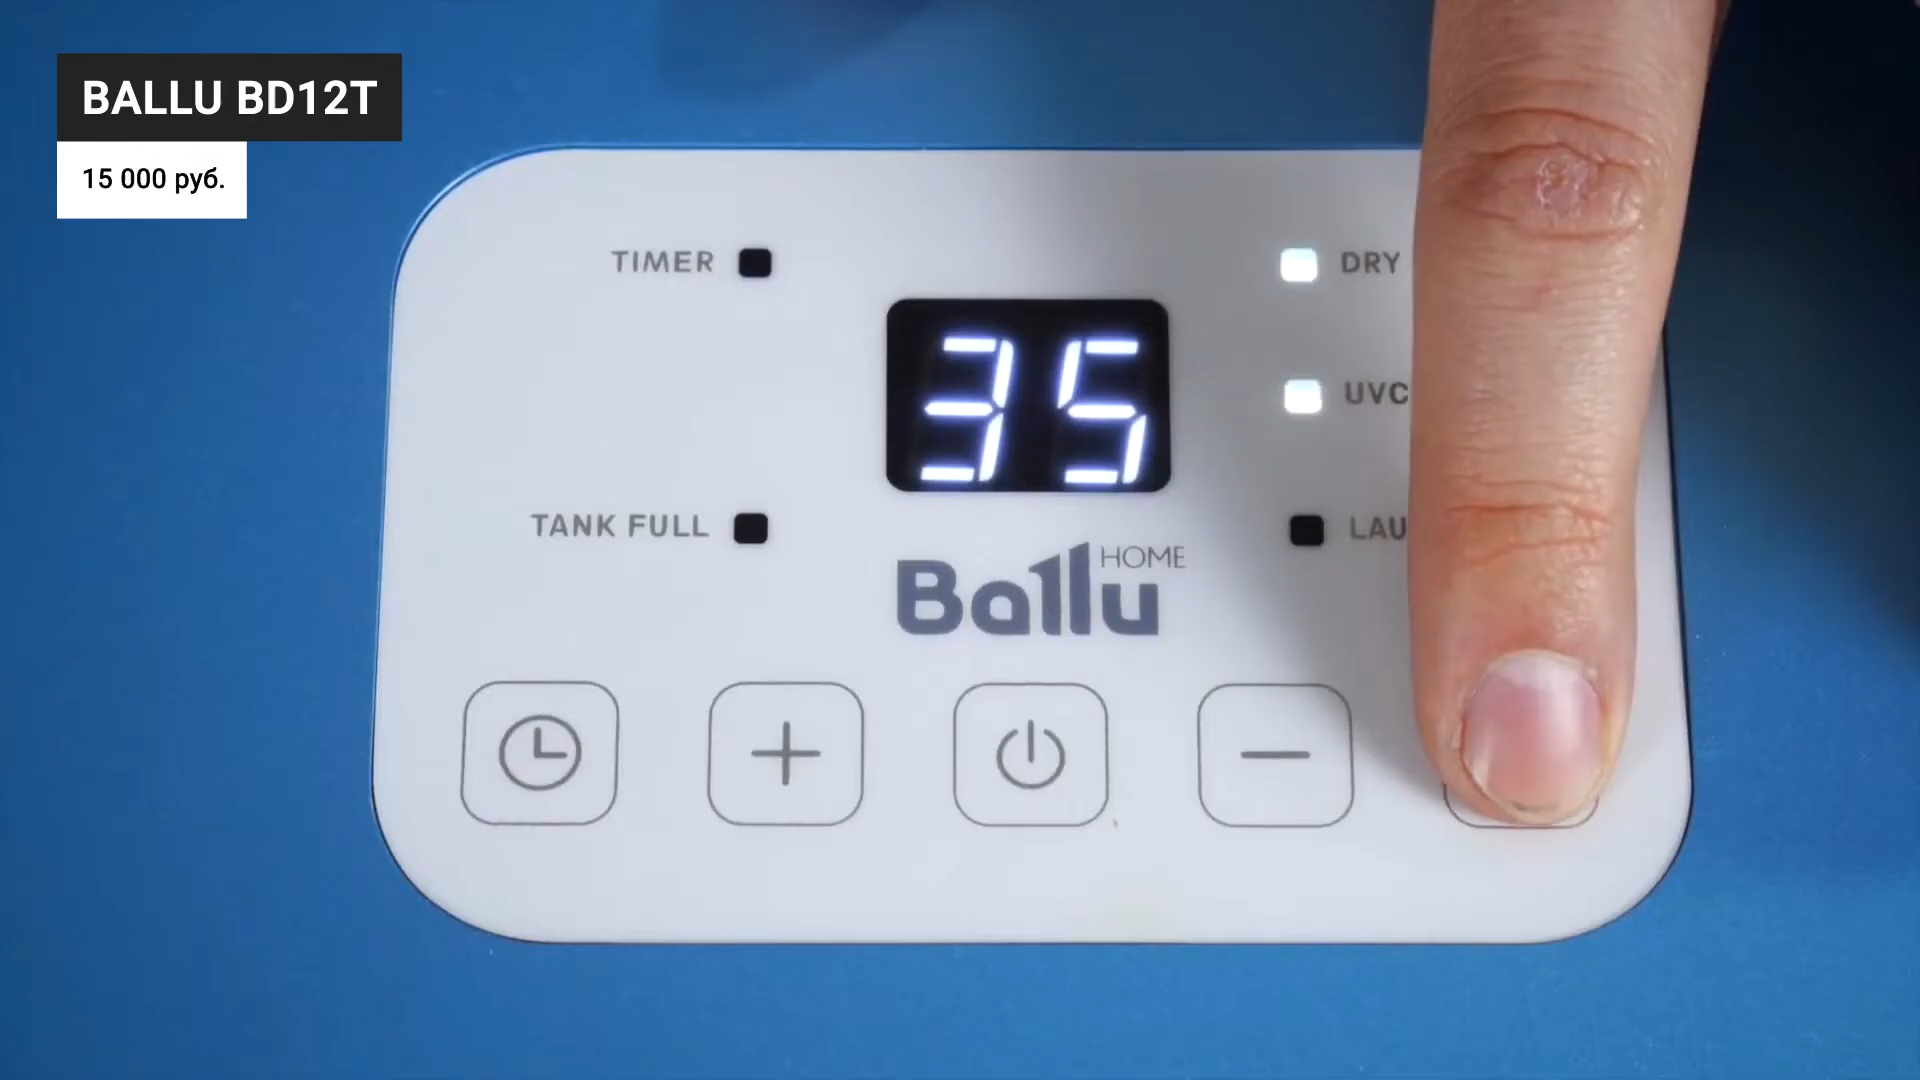 BALLU BD12T
15 000 руб.
TIMER
DRY
35
UVC
TANK FULL
HOME
Ballu